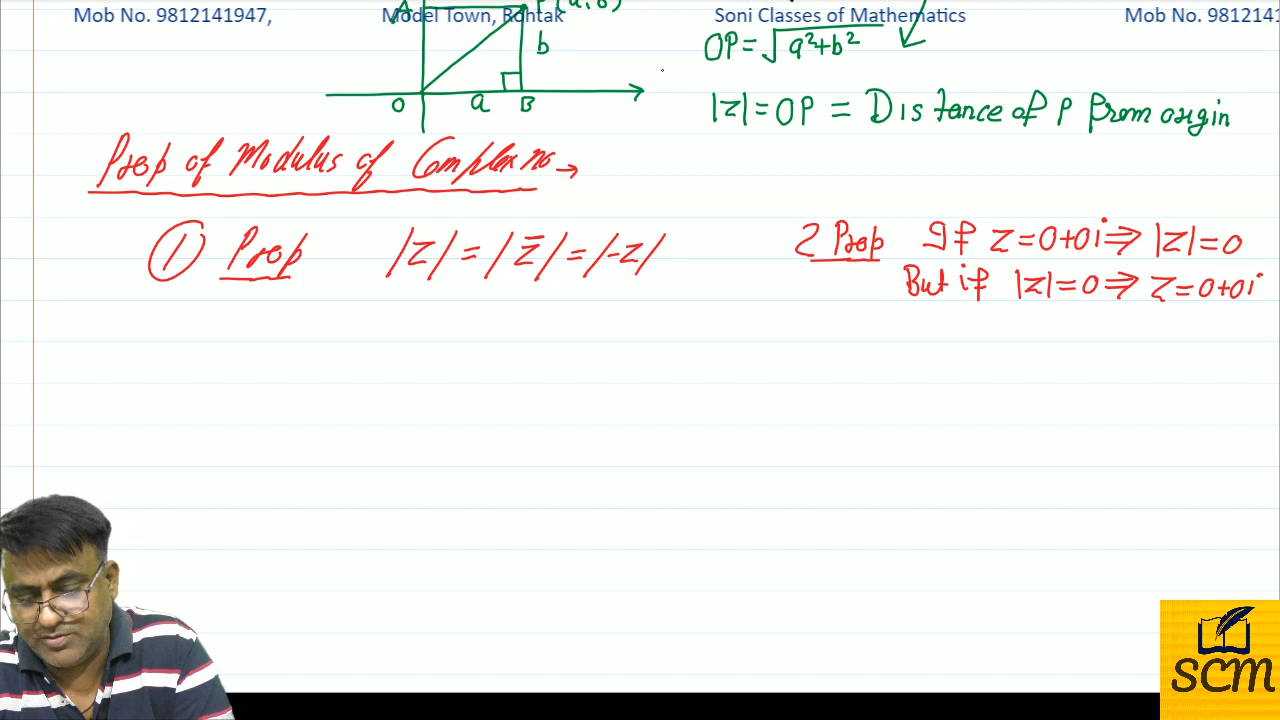 Mob No. 9812141947, Model Town, Rohtak Soni Classes of Mathematics Mob No. 981214
A P(a,b)
b
O a B
OP = √a²+b²
|z| = OP = Distance of P from origin
Prop of Modulus of Complex no →
① Prop |z| = |z̄| = |-z|
2 Prop If z=0+0i ⇒ |z|=0
But if |z|=0 ⇒ z=0+0i
SCM